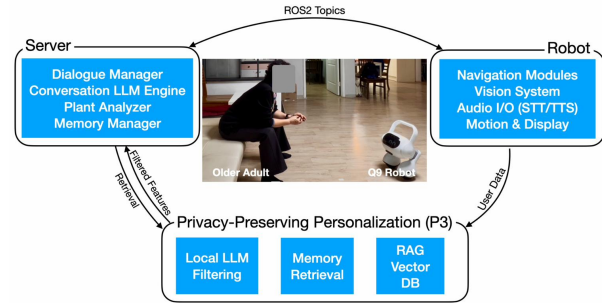 ROS2 Topics
Server
Dialogue Manager
Conversation LLM Engine
Plant Analyzer
Memory Manager
Older Adult
Q9 Robot
Robot
Navigation Modules
Vision System
Audio I/O (STT/TTS)
Motion & Display
Retrieval
Filtered Features
User Data
Privacy-Preserving Personalization (P3)
Local LLM
Filtering
Memory
Retrieval
RAG
Vector
DB